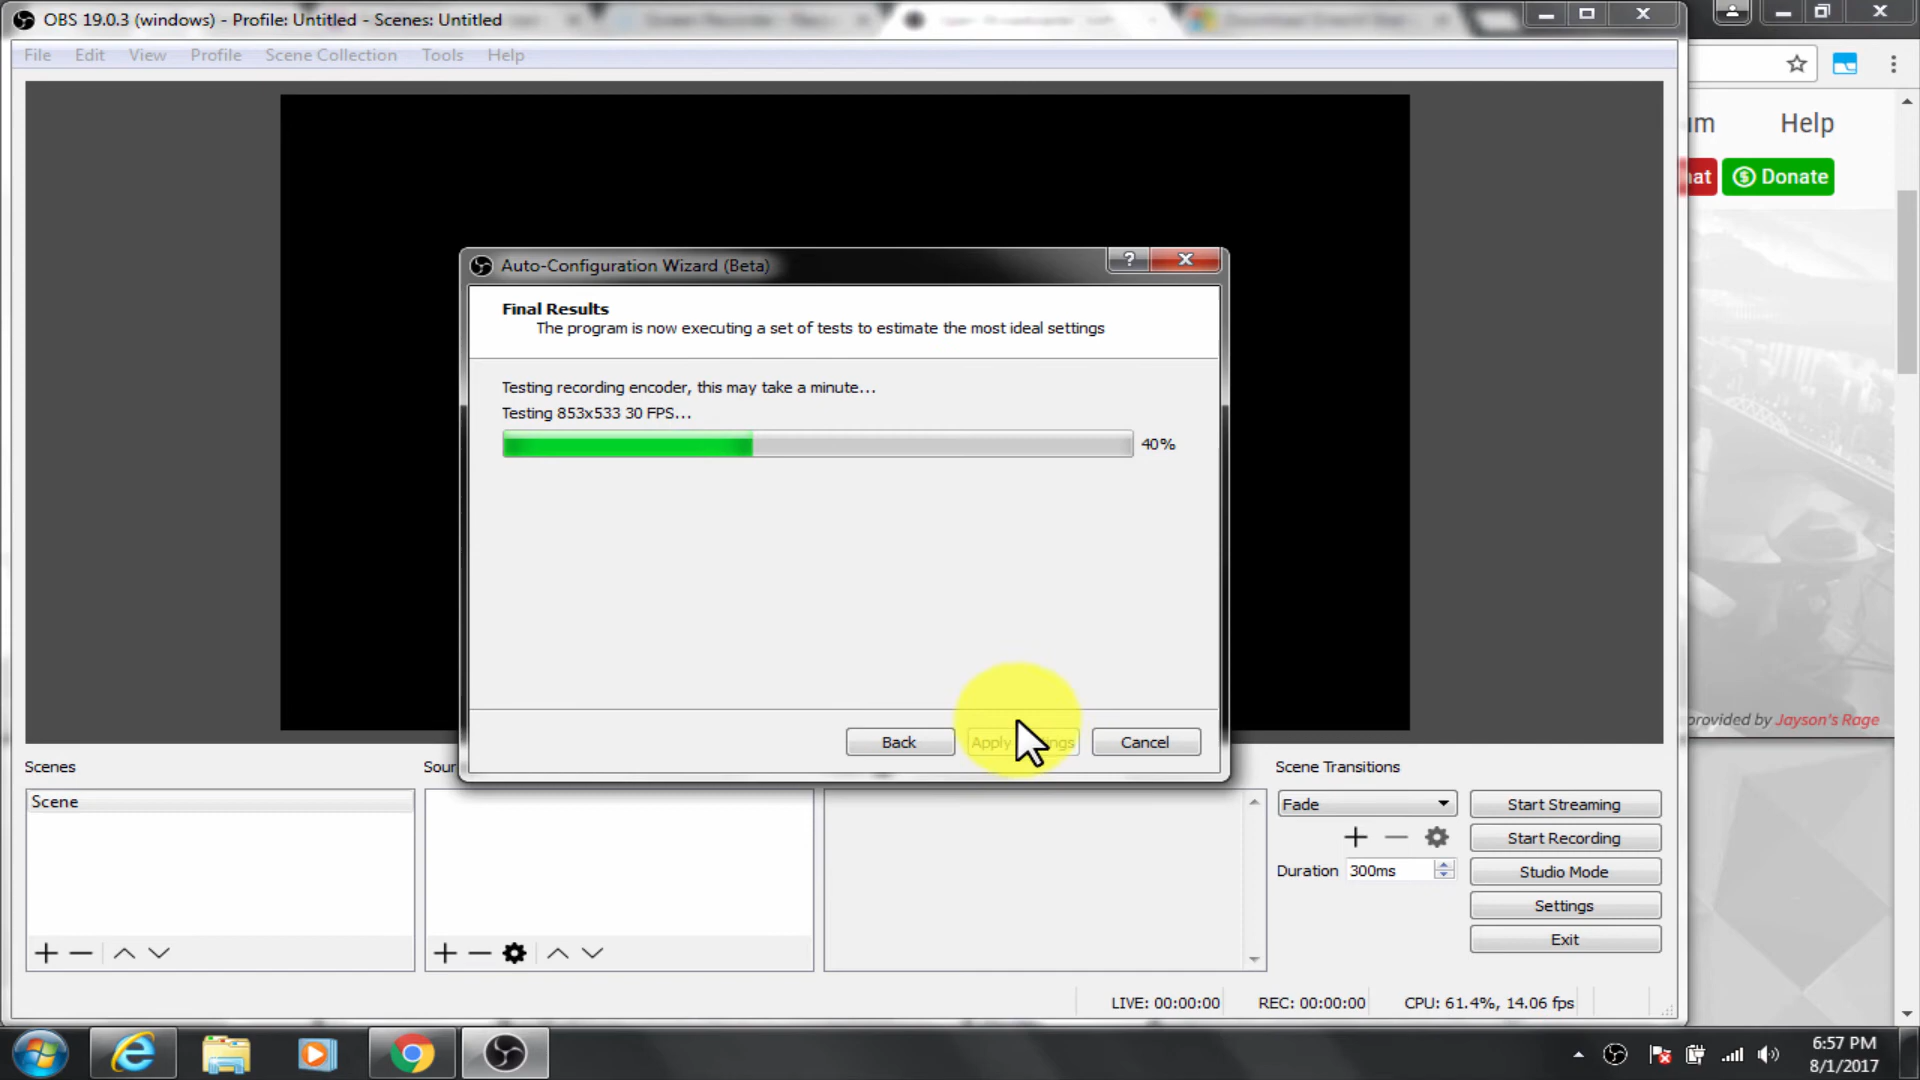 OBS 19.0.3 (windows) - Profile: Untitled - Scenes: Untitled
File Edit View Profile Scene Collection Tools Help
Help
Donate
Auto-Configuration Wizard (Beta)
Final Results
The program is now executing a set of tests to estimate the most ideal settings
Testing recording encoder, this may take a minute...
Testing 853x533 30 FPS...
40%
provided by Jayson's Rage
Back
Cancel
Scenes
Scene Transitions
Scene
Fade
Start Streaming
Start Recording
Duration 300ms
Studio Mode
Settings
Exit
LIVE: 00:00:00 REC: 00:00:00 CPU: 61.4%, 14.06 fps
6:57 PM
8/1/2017